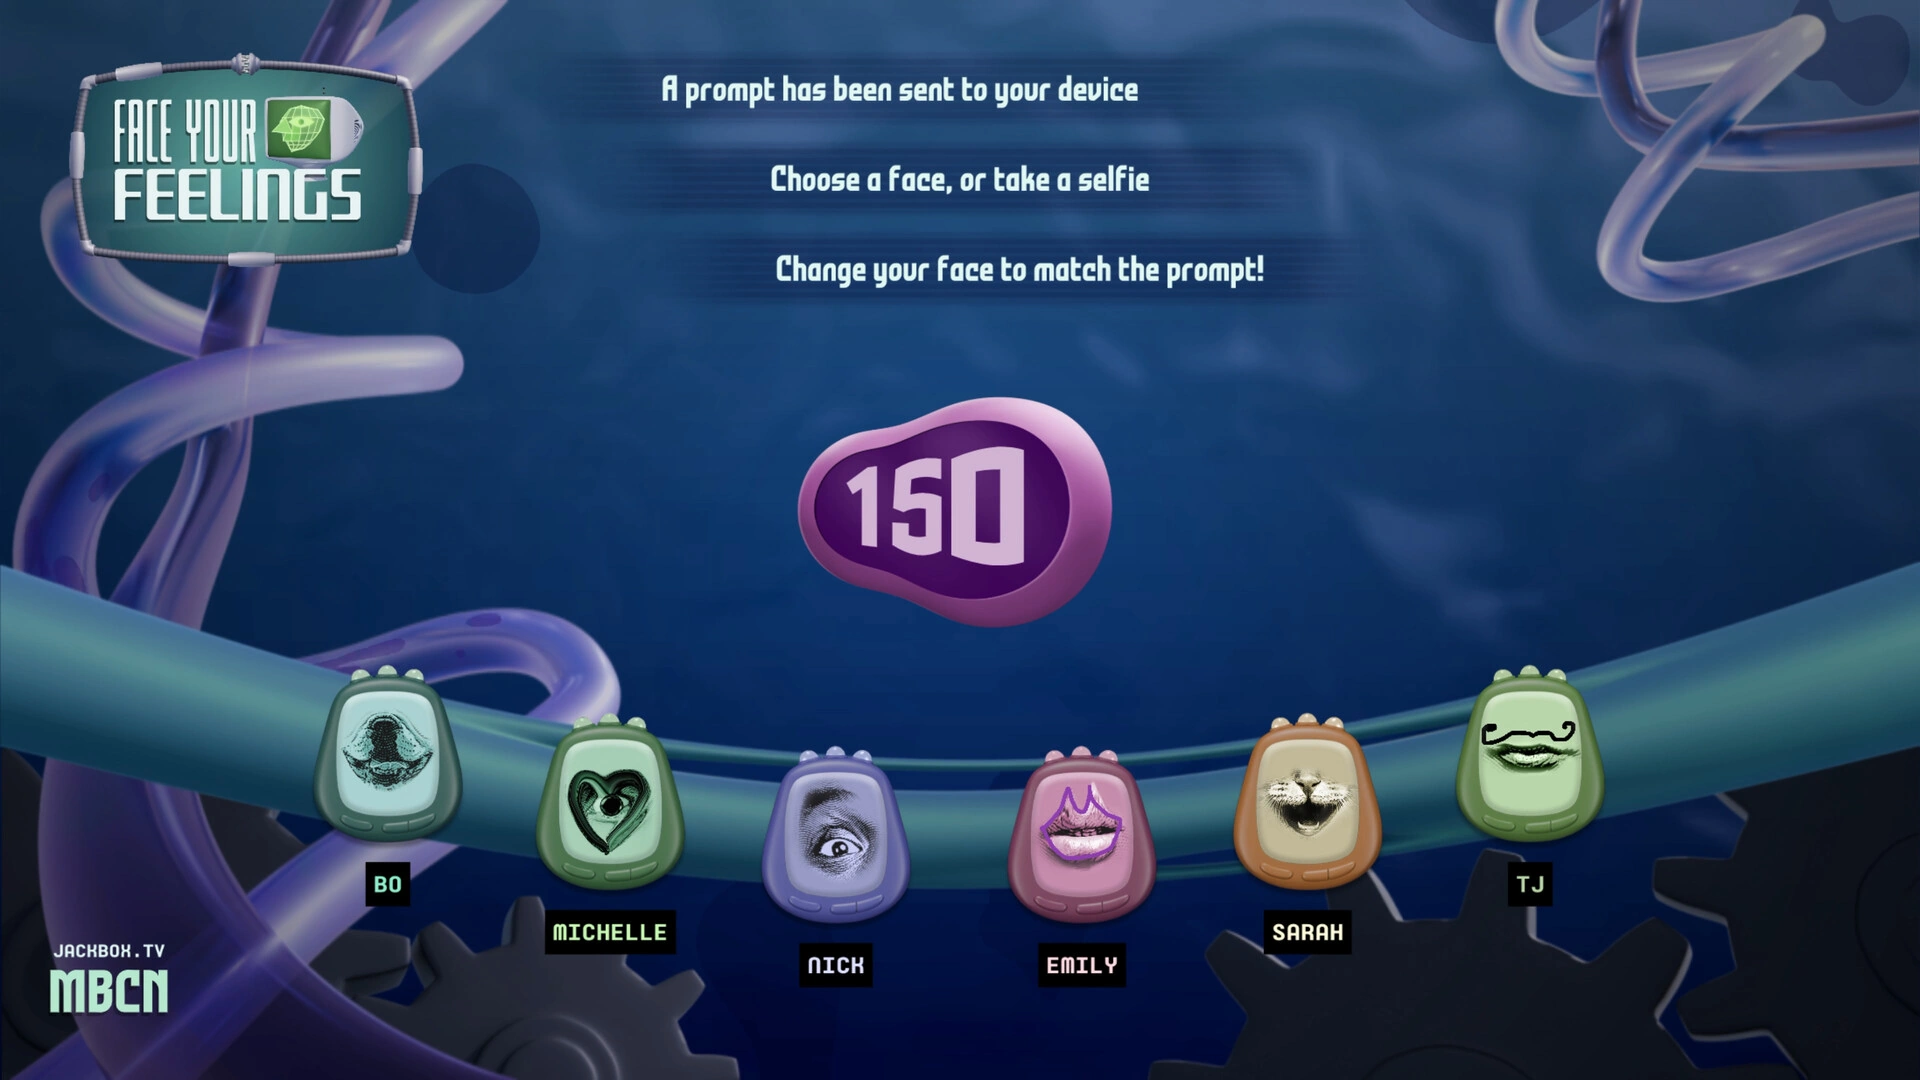 FACE YOUR
FEELINGS
A prompt has been sent to your device
Choose a face, or take a selfie
Change your face to match the prompt!
150
BO
MICHELLE
NICK
EMILY
SARAH
TJ
JACKBOX.TV
MBCN